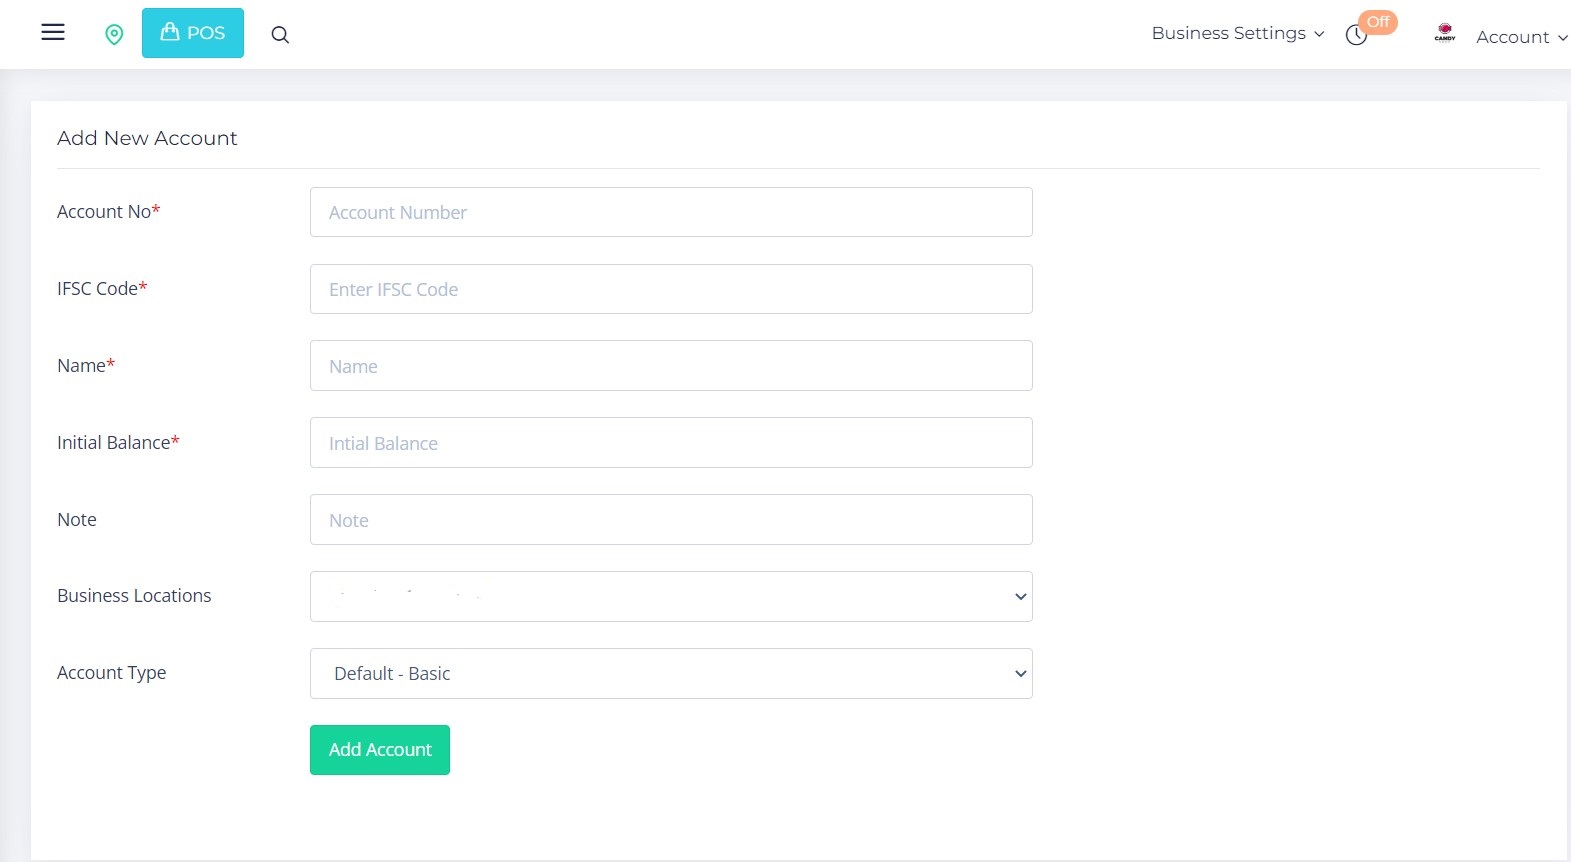 POS
Business Settings
Off
CANDY
Account
Add New Account
Account No*
Account Number
IFSC Code*
Enter IFSC Code
Name*
Name
Initial Balance*
Intial Balance
Note
Note
Business Locations
Account Type
Default - Basic
Add Account